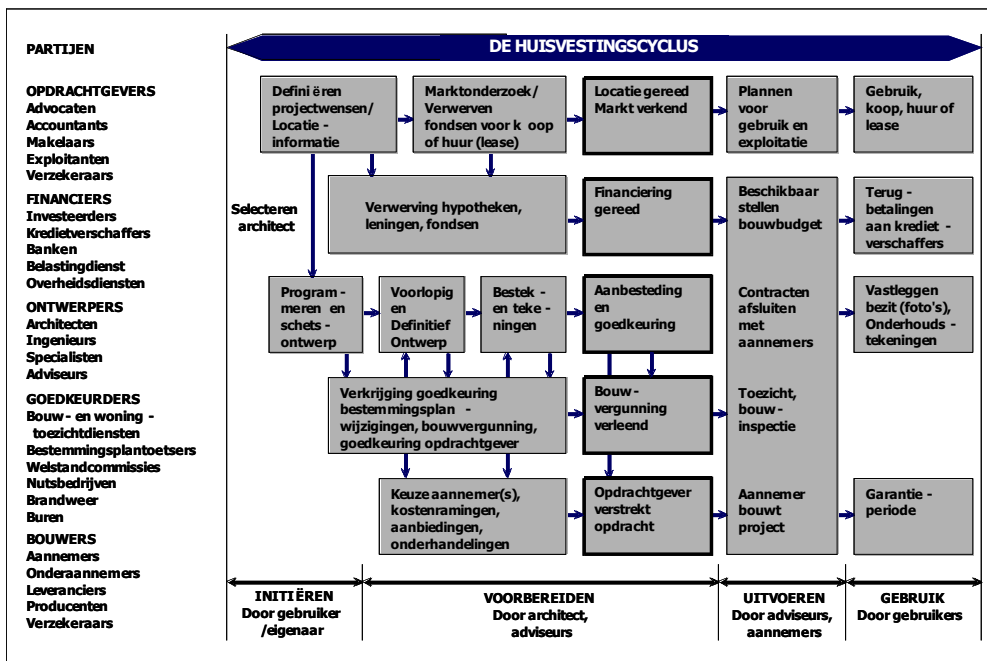 PARTIJEN
DE HUISVESTINGSCYCLUS
OPDRACHTGEVERS
Advocaten
Accountants
Makelaars
Exploitanten
Verzekeraars
FINANCIERS
Investeerders
Kredietverschaffers
Banken
Belastingdienst
Overheidsdiensten
ONTWERPERS
Architecten
Ingenieurs
Specialisten
Adviseurs
GOEDKEURDERS
Bouw - en woning -
toezichtdiensten
Bestemmingsplantoetsers
Welstandcommissies
Nutsbedrijven
Brandweer
Buren
BOUWERS
Aannemers
Onderaannemers
Leveranciers
Producenten
Verzekeraars
Defini ëren
projectwensen/
Locatie -
informatie
Marktonderzoek/
Verwerven
fondsen voor k oop
of huur (lease)
Locatie gereed
Markt verkend
Plannen
voor
gebruik en
exploitatie
Gebruik,
koop, huur of
lease
Selecteren
architect
Verwerving hypotheken,
leningen, fondsen
Financiering
gereed
Beschikbaar
stellen
bouwbudget
Terug -
betalingen
aan krediet -
verschaffers
Program -
meren en
schets -
ontwerp
Voorlopig
en
Definitief
Ontwerp
Bestek -
en teke -
ningen
Aanbesteding
en
goedkeuring
Contracten
afsluiten
met
aannemers
Vastleggen
bezit (foto's),
Onderhouds -
tekeningen
Verkrijging goedkeuring
bestemmingsplan -
wijzigingen, bouwvergunning,
goedkeuring opdrachtgever
Bouw -
vergunning
verleend
Toezicht,
bouw -
inspectie
Keuze aannemer(s),
kostenramingen,
aanbiedingen,
onderhandelingen
Opdrachtgever
verstrekt
opdracht
Aannemer
bouwt
project
Garantie -
periode
INITIËREN
Door gebruiker
/eigenaar
VOORBEREIDEN
Door architect,
adviseurs
UITVOEREN
Door adviseurs,
aannemers
GEBRUIK
Door gebruikers